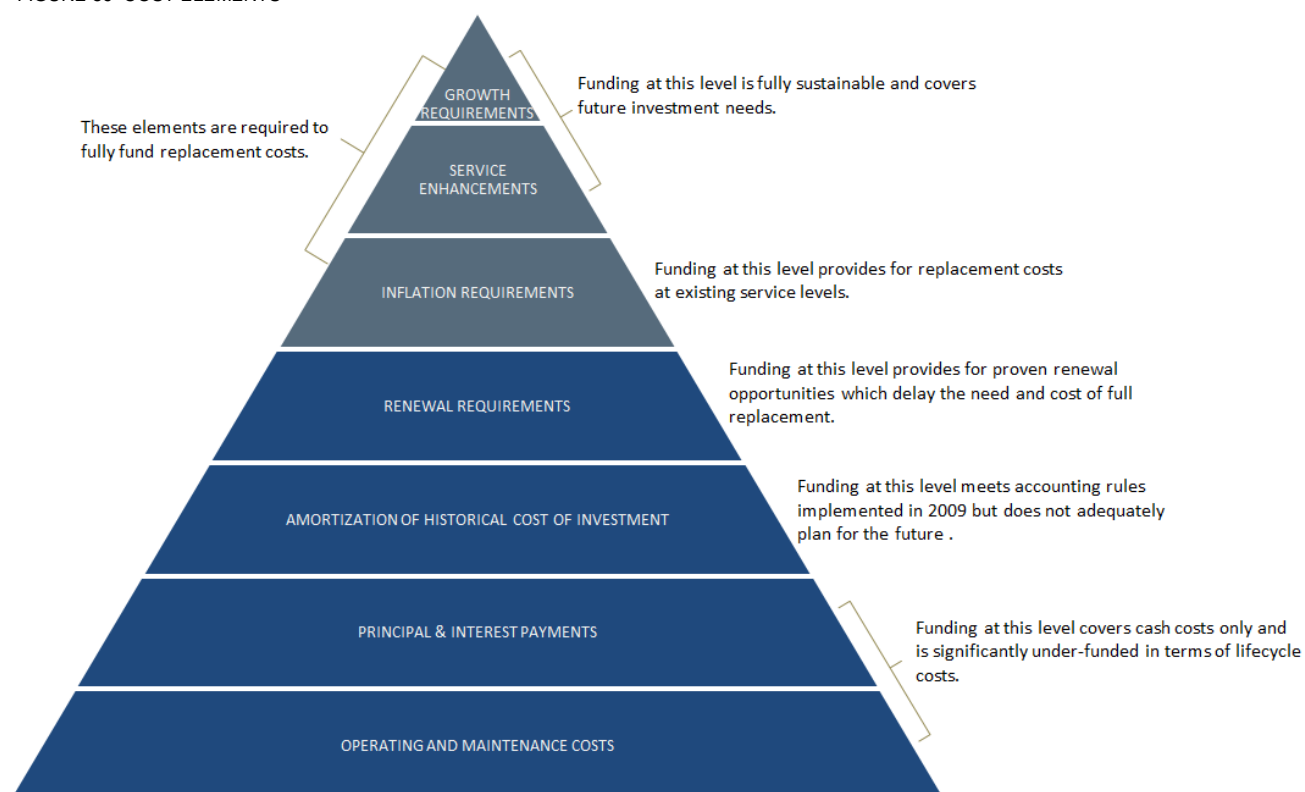 GROWTH
REQUIREMENTS
Funding at this level is fully sustainable and covers
future investment needs.
These elements are required to
fully fund replacement costs.
SERVICE
ENHANCEMENTS
INFLATION REQUIREMENTS
Funding at this level provides for replacement costs
at existing service levels.
RENEWAL REQUIREMENTS
Funding at this level provides for proven renewal
opportunities which delay the need and cost of full
replacement.
AMORTIZATION OF HISTORICAL COST OF INVESTMENT
Funding at this level meets accounting rules
implemented in 2009 but does not adequately
plan for the future .
PRINCIPAL & INTEREST PAYMENTS
Funding at this level covers cash costs only and
is significantly under-funded in terms of lifecycle
costs.
OPERATING AND MAINTENANCE COSTS